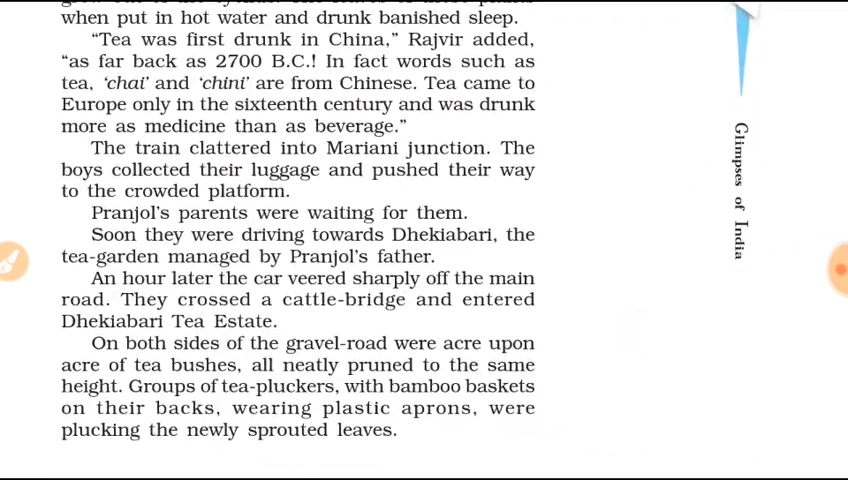 when put in hot water and drunk banished sleep.
“Tea was first drunk in China,” Rajvir added,
“as far back as 2700 B.C.! In fact words such as
tea, ‘chai’ and ‘chini’ are from Chinese. Tea came to
Europe only in the sixteenth century and was drunk
more as medicine than as beverage.”
The train clattered into Mariani junction. The
boys collected their luggage and pushed their way
to the crowded platform.
Pranjol’s parents were waiting for them.
Soon they were driving towards Dhekiabari, the
tea-garden managed by Pranjol’s father.
An hour later the car veered sharply off the main
road. They crossed a cattle-bridge and entered
Dhekiabari Tea Estate.
On both sides of the gravel-road were acre upon
acre of tea bushes, all neatly pruned to the same
height. Groups of tea-pluckers, with bamboo baskets
on their backs, wearing plastic aprons, were
plucking the newly sprouted leaves.
Glimpses of India